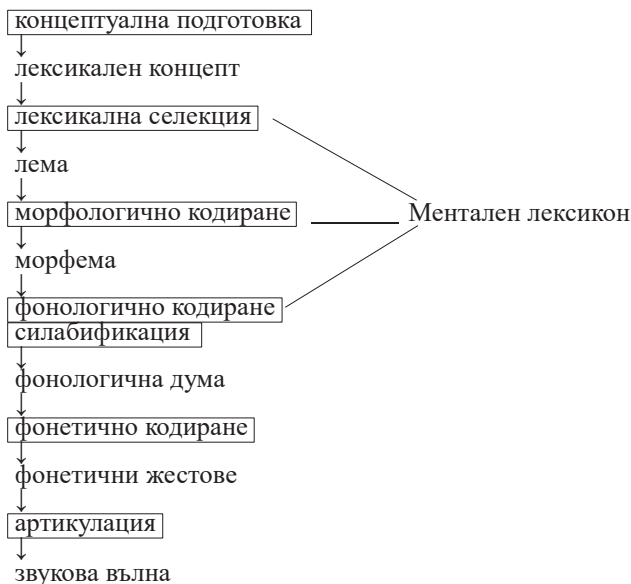 концептуална подготовка
лексикален концепт
лексикална селекция
лема
морфологично кодиране
Ментален лексикон
морфема
фонологично кодиране
силабификация
фонологична дума
фонетично кодиране
фонетични жестове
артикулация
звукова вълна